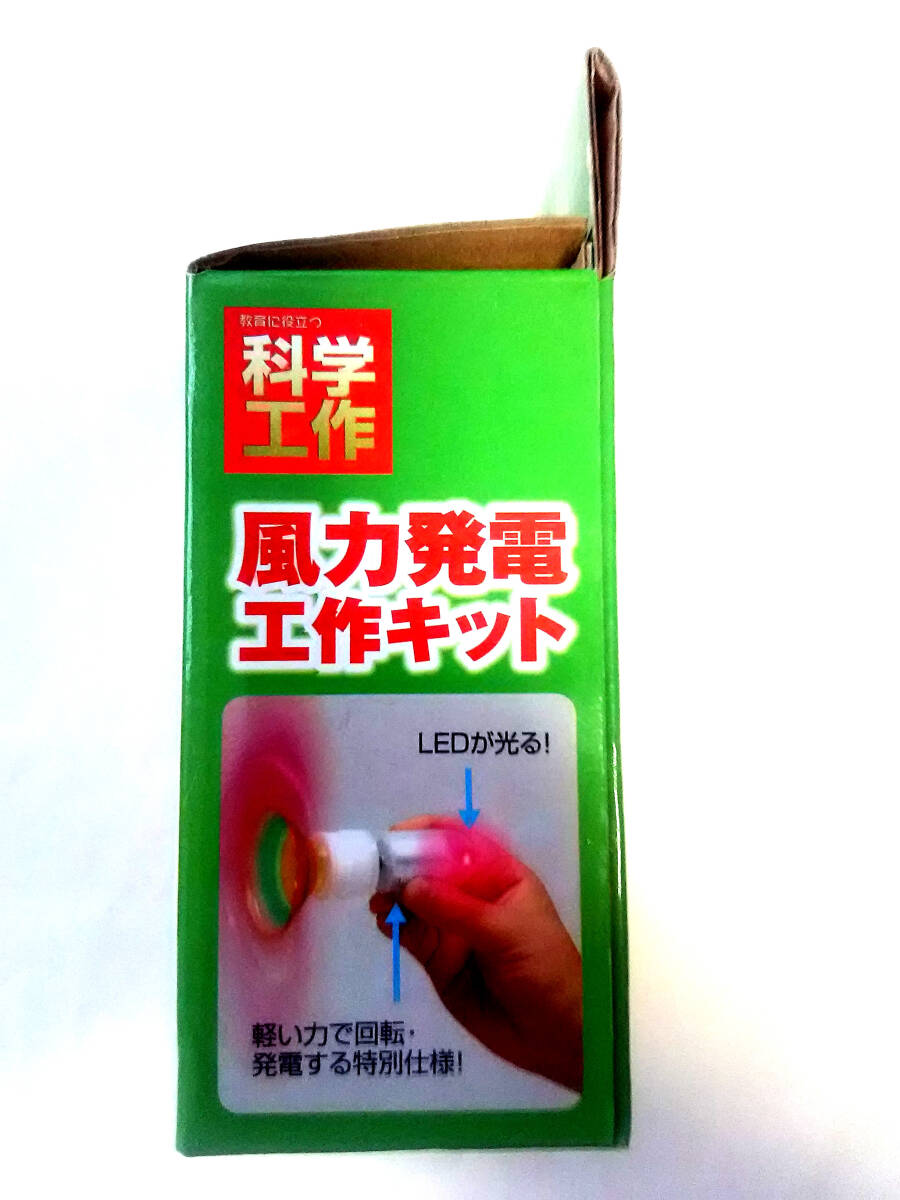 教育に役立つ
科学
工作
風力発電
工作キット
LEDが光る!
軽い力で回転・
発電する特別仕様!